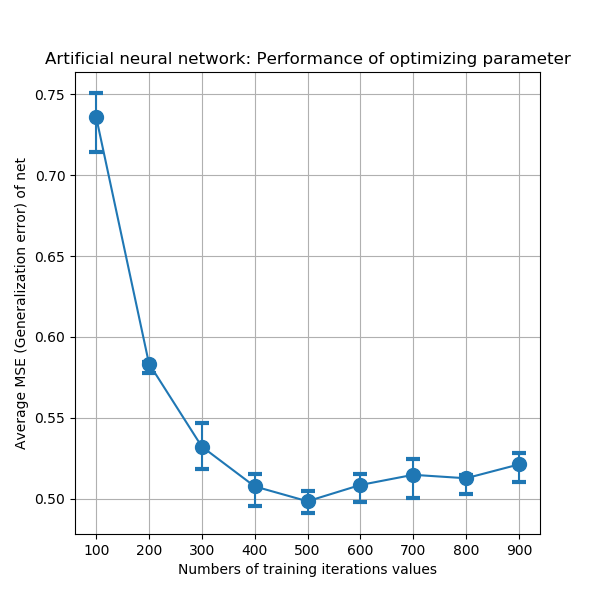 Artificial neural network: Performance of optimizing parameter
0.75
0.70
0.65
0.60
0.55
0.50
Average MSE (Generalization error) of net
100 200 300 400 500 600 700 800 900
Numbers of training iterations values